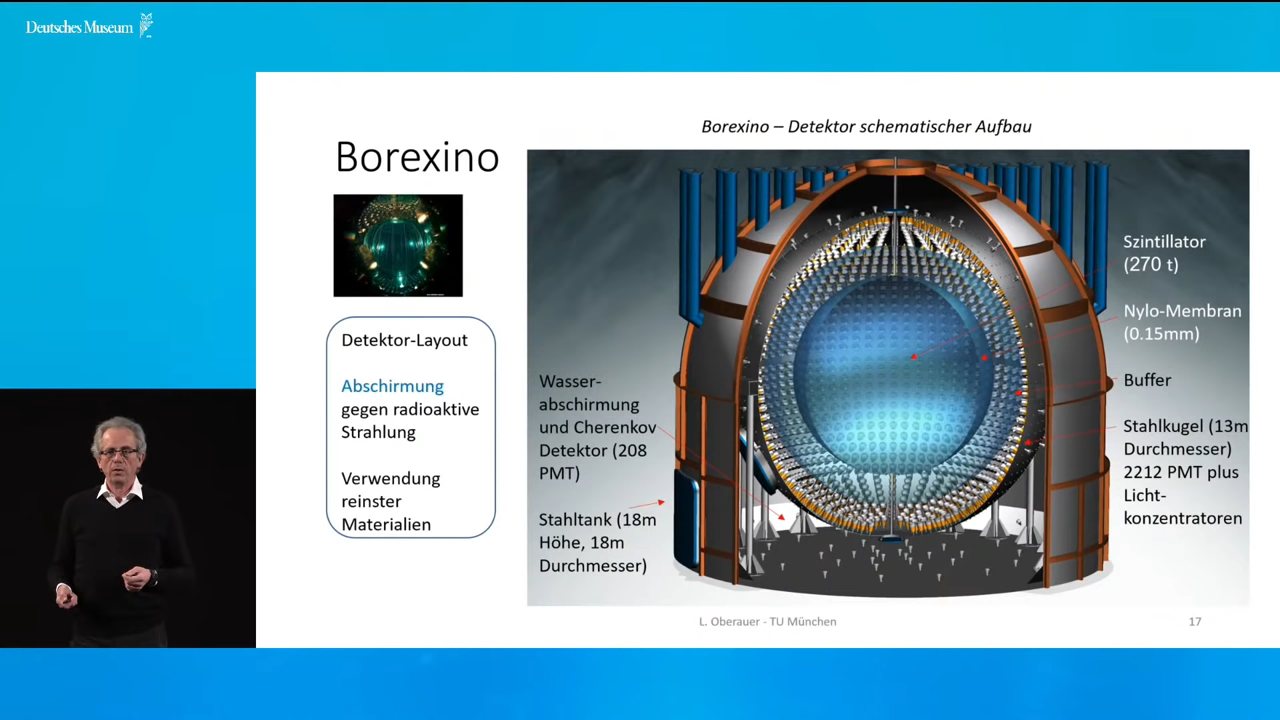 Deutsches Museum
Borexino – Detektor schematischer Aufbau
Borexino
Detektor-Layout
Abschirmung
gegen radioaktive
Strahlung
Verwendung
reinster
Materialien
Wasser-
abschirmung
und Cherenkov
Detektor (208
PMT)
Stahltank (18m
Höhe, 18m
Durchmesser)
Szintillator
(270 t)
Nylo-Membran
(0.15mm)
Buffer
Stahlkugel (13m
Durchmesser)
2212 PMT plus
Licht-
konzentratoren
L. Oberauer - TU München
17